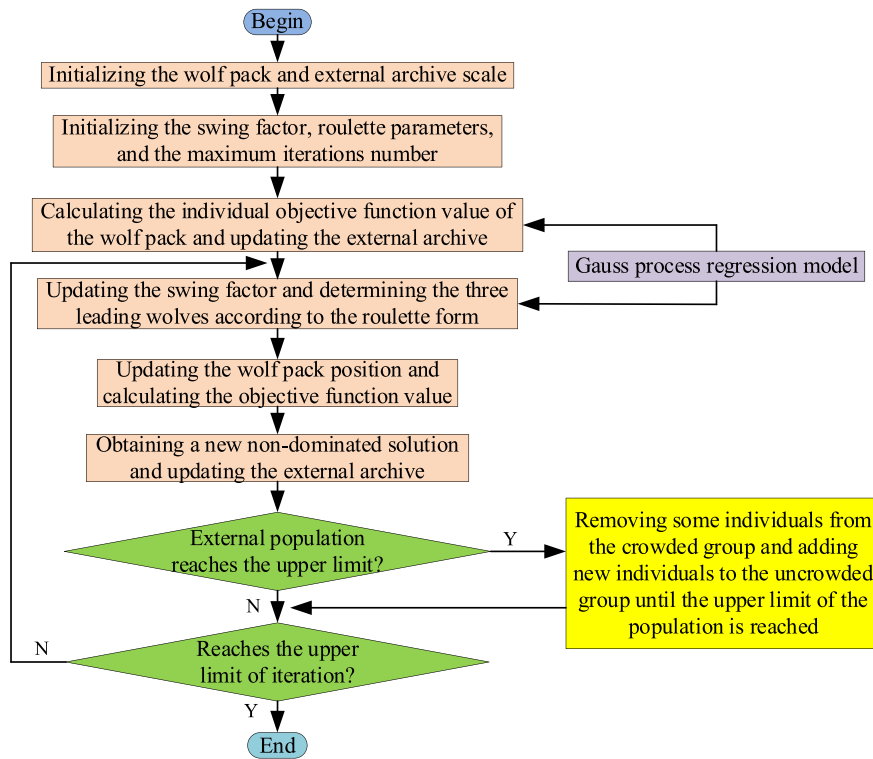 Begin
Initializing the wolf pack and external archive scale
Initializing the swing factor, roulette parameters,
and the maximum iterations number
Calculating the individual objective function value of
the wolf pack and updating the external archive
Gauss process regression model
Updating the swing factor and determining the three
leading wolves according to the roulette form
Updating the wolf pack position and
calculating the objective function value
Obtaining a new non-dominated solution
and updating the external archive
External population
reaches the upper limit?
Y
Removing some individuals from
the crowded group and adding
new individuals to the uncrowded
group until the upper limit of the
population is reached
N
Reaches the upper
limit of iteration?
N
Y
End